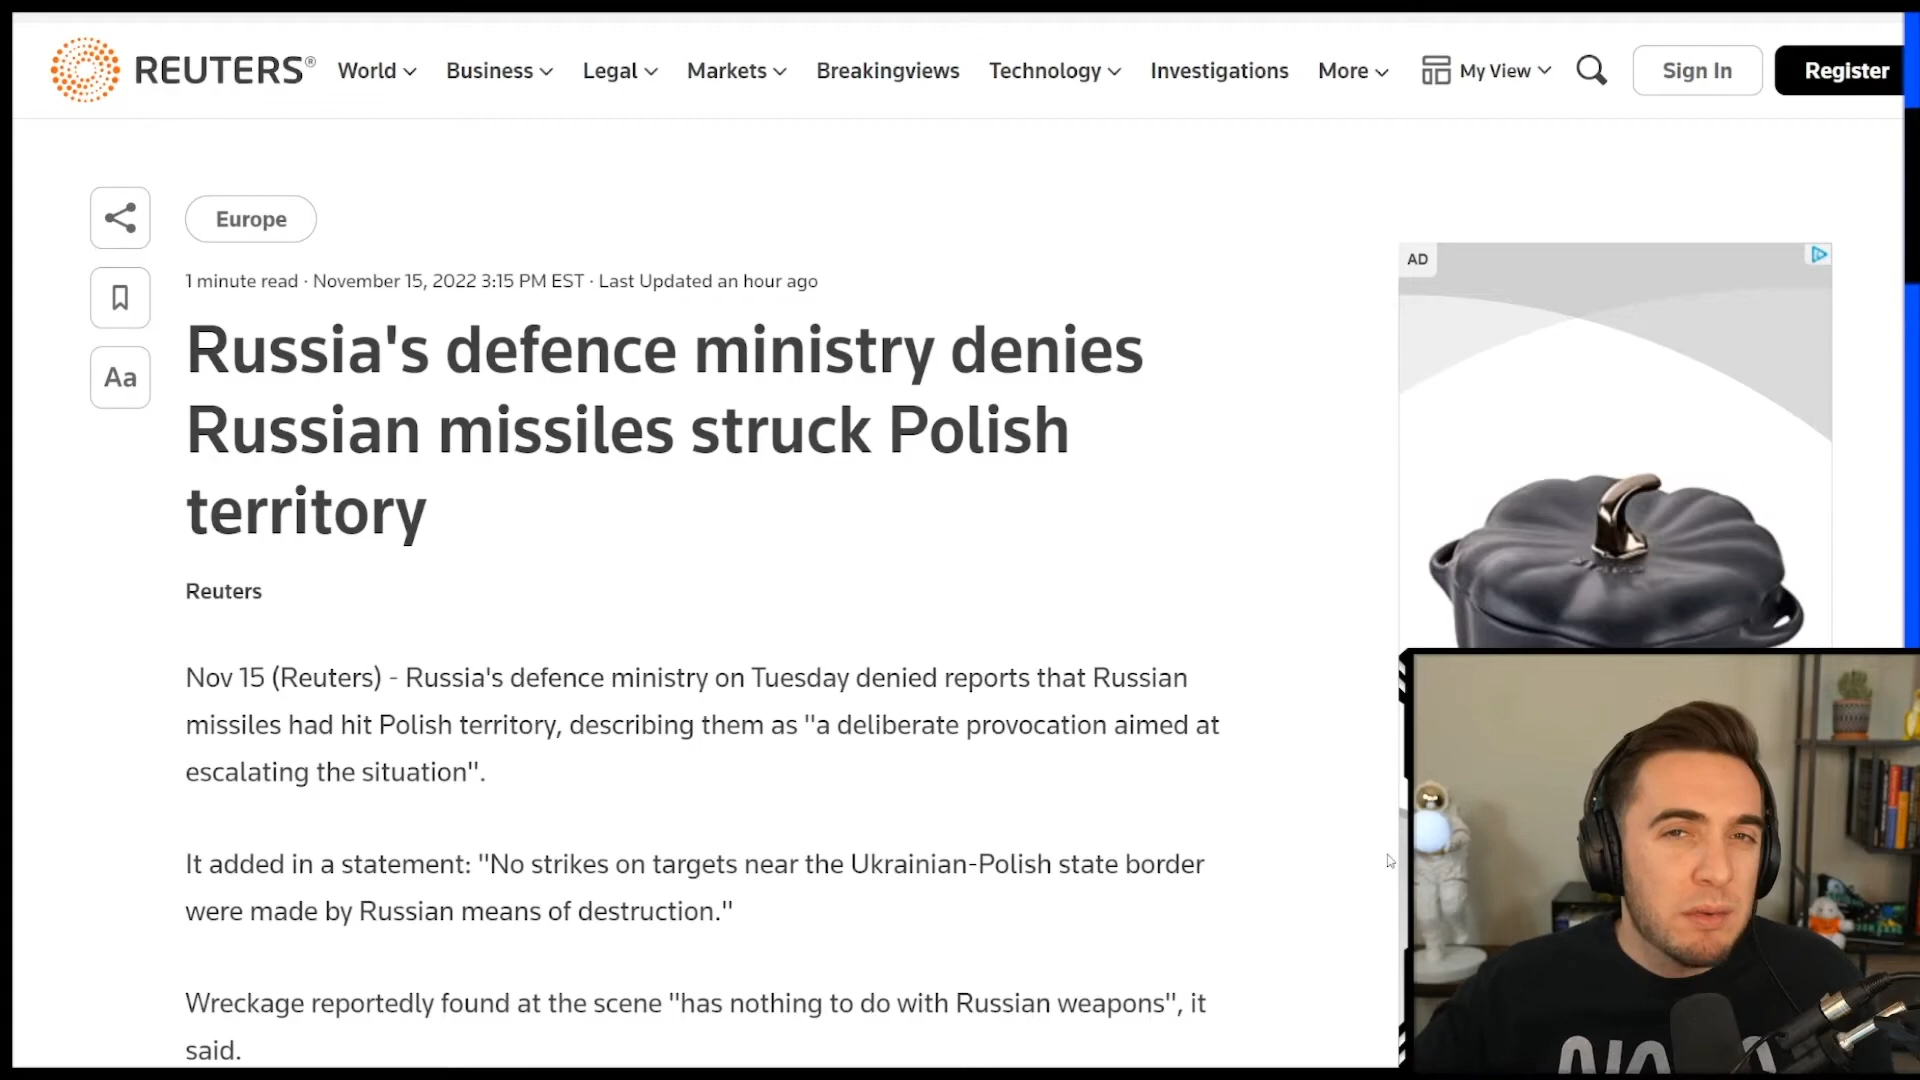 REUTERS®
World
Business
Legal
Markets
Breakingviews
Technology
Investigations
More
My View
Sign In
Register
Europe
1 minute read · November 15, 2022 3:15 PM EST · Last Updated an hour ago
Aa
Russia's defence ministry denies
Russian missiles struck Polish
territory
Reuters
Nov 15 (Reuters) - Russia's defence ministry on Tuesday denied reports that Russian
missiles had hit Polish territory, describing them as "a deliberate provocation aimed at
escalating the situation".
It added in a statement: "No strikes on targets near the Ukrainian-Polish state border
were made by Russian means of destruction."
Wreckage reportedly found at the scene "has nothing to do with Russian weapons", it
said.
AD